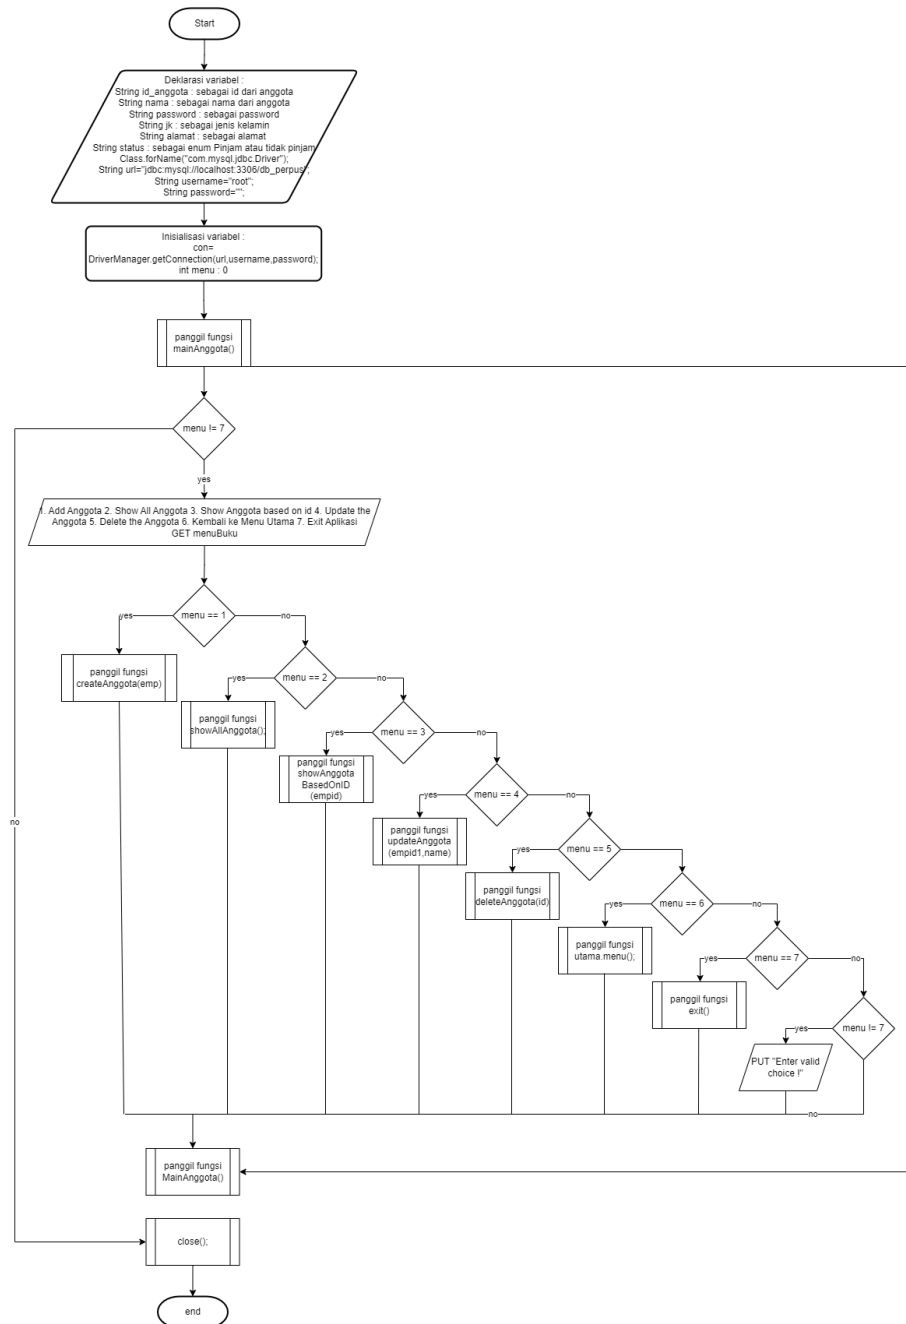 Start
Deklarasi variabel :
String id_anggota : sebagai id dari anggota
String nama : sebagai nama dari anggota
String password : sebagai password
String jk : sebagai jenis kelamin
String alamat : sebagai alamat
String status : sebagai enum Pinjam atau tidak pinjam
Class.forName("com.mysql.jdbc.Driver");
String url="jdbc:mysql://localhost:3306/db_perpus";
String username="root";
String password="";
Inisialisasi variabel :
con=
DriverManager.getConnection(url,username,password);
int menu : 0
panggil fungsi
mainAnggota()
menu != 7
yes
1. Add Anggota 2. Show All Anggota 3. Show Anggota based on id 4. Update the
Anggota 5. Delete the Anggota 6. Kembali ke Menu Utama 7. Exit Aplikasi
GET menuBuku
menu == 1
yes
no
panggil fungsi
createAnggota(emp)
menu == 2
yes
no
panggil fungsi
showAllAnggota();
menu == 3
yes
no
panggil fungsi
showAnggota
BasedOnID
(empid)
menu == 4
yes
no
panggil fungsi
updateAnggota
(empid1,name)
menu == 5
yes
no
panggil fungsi
deleteAnggota(id)
menu == 6
yes
no
panggil fungsi
utama.menu();
menu == 7
yes
no
panggil fungsi
exit()
menu != 7
yes
PUT "Enter valid
choice !"
no
no
panggil fungsi
MainAnggota()
close();
end